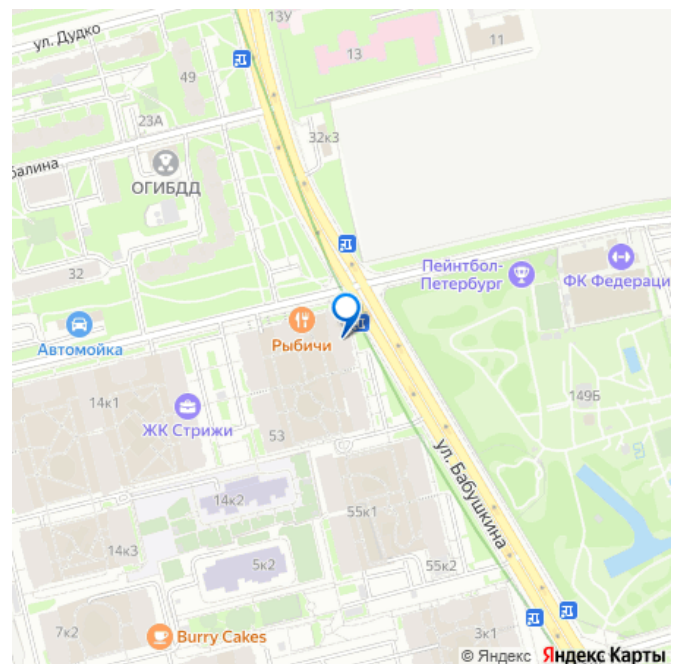 13У
ул. Дудко
13
11
49
23А
32к3
балина
ОГИБДД
Пейнтбол-
Петербург
ФК Федераци
32
Автомойка
Рыбичи
14к1
149Б
ЖК Стрижи
53
ул. Бабушкина
14к2
55к1
14к3
5к2
55к2
7к2
Burry Cakes
3к1
© Яндекс Яндекс Карты